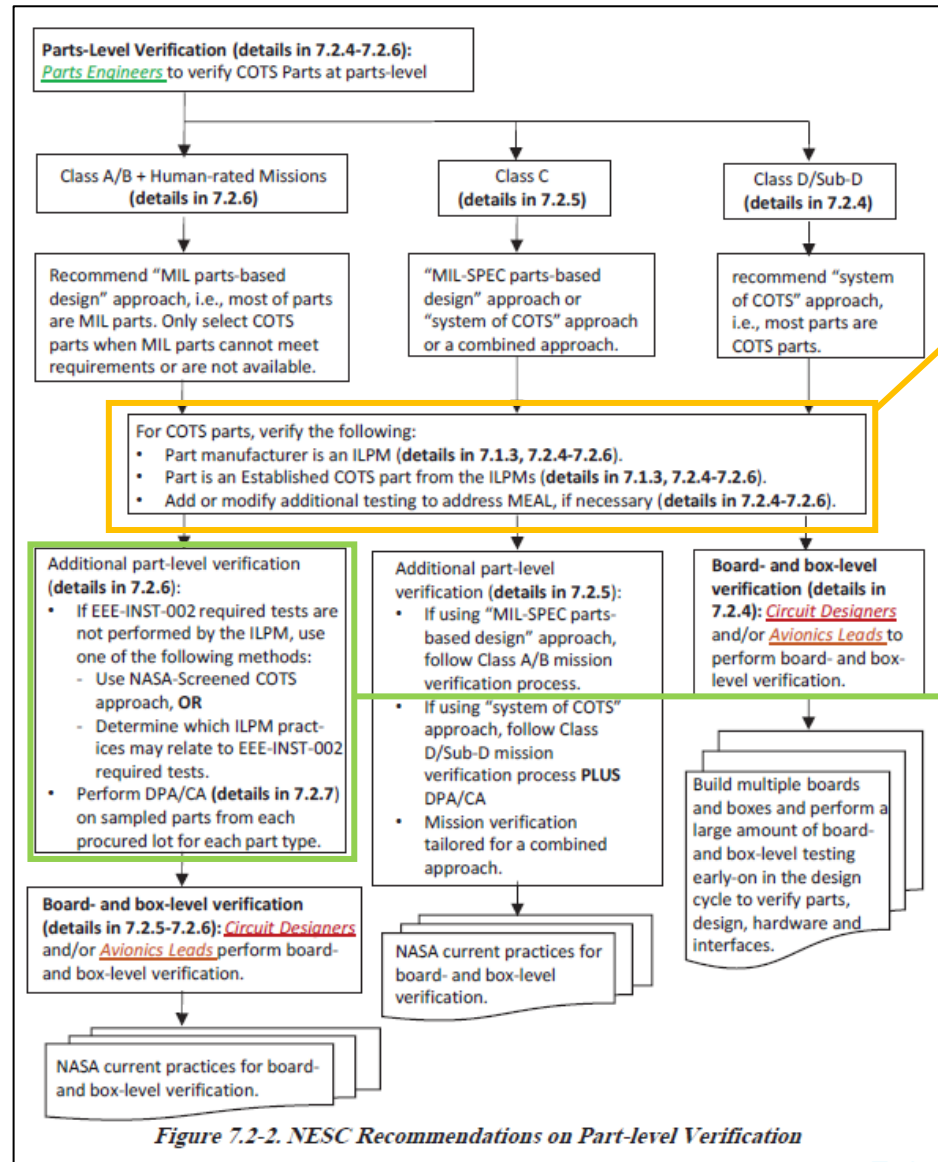 Parts-Level Verification (details in 7.2.4-7.2.6):
Parts Engineers to verify COTS Parts at parts-level
Class A/B + Human-rated Missions
(details in 7.2.6)
Class C
(details in 7.2.5)
Class D/Sub-D
(details in 7.2.4)
Recommend “MIL parts-based
design” approach, i.e., most of parts
are MIL parts. Only select COTS
parts when MIL parts cannot meet
requirements or are not available.
“MIL-SPEC parts-based
design” approach or
“system of COTS” approach
or a combined approach.
recommend “system
of COTS” approach,
i.e., most parts are
COTS parts.
For COTS parts, verify the following:
• Part manufacturer is an ILPM (details in 7.1.3, 7.2.4-7.2.6).
• Part is an Established COTS part from the ILPMs (details in 7.1.3, 7.2.4-7.2.6).
• Add or modify additional testing to address MEAL, if necessary (details in 7.2.4-7.2.6).
Additional part-level verification
(details in 7.2.6):
• If EEE-INST-002 required tests are
not performed by the ILPM, use
one of the following methods:
- Use NASA-Screened COTS
approach, OR
- Determine which ILPM pract-
ices may relate to EEE-INST-002
required tests.
• Perform DPA/CA (details in 7.2.7)
on sampled parts from each
procured lot for each part type.
Additional part-level
verification (details in 7.2.5):
• If using “MIL-SPEC parts-
based design” approach,
follow Class A/B mission
verification process.
• If using “system of COTS”
approach, follow Class
D/Sub-D mission
verification process PLUS
DPA/CA
• Mission verification
tailored for a combined
approach.
Board- and box-level
verification (details in
7.2.4): Circuit Designers
and/or Avionics Leads to
perform board- and box-
level verification.
Build multiple boards
and boxes and perform a
large amount of board-
and box-level testing
early-on in the design
cycle to verify parts,
design, hardware and
interfaces.
Board- and box-level verification
(details in 7.2.5-7.2.6): Circuit Designers
and/or Avionics Leads perform board-
and box-level verification.
NASA current practices for
board- and box-level
verification.
NASA current practices for board-
and box-level verification.
Figure 7.2-2. NESC Recommendations on Part-level Verification